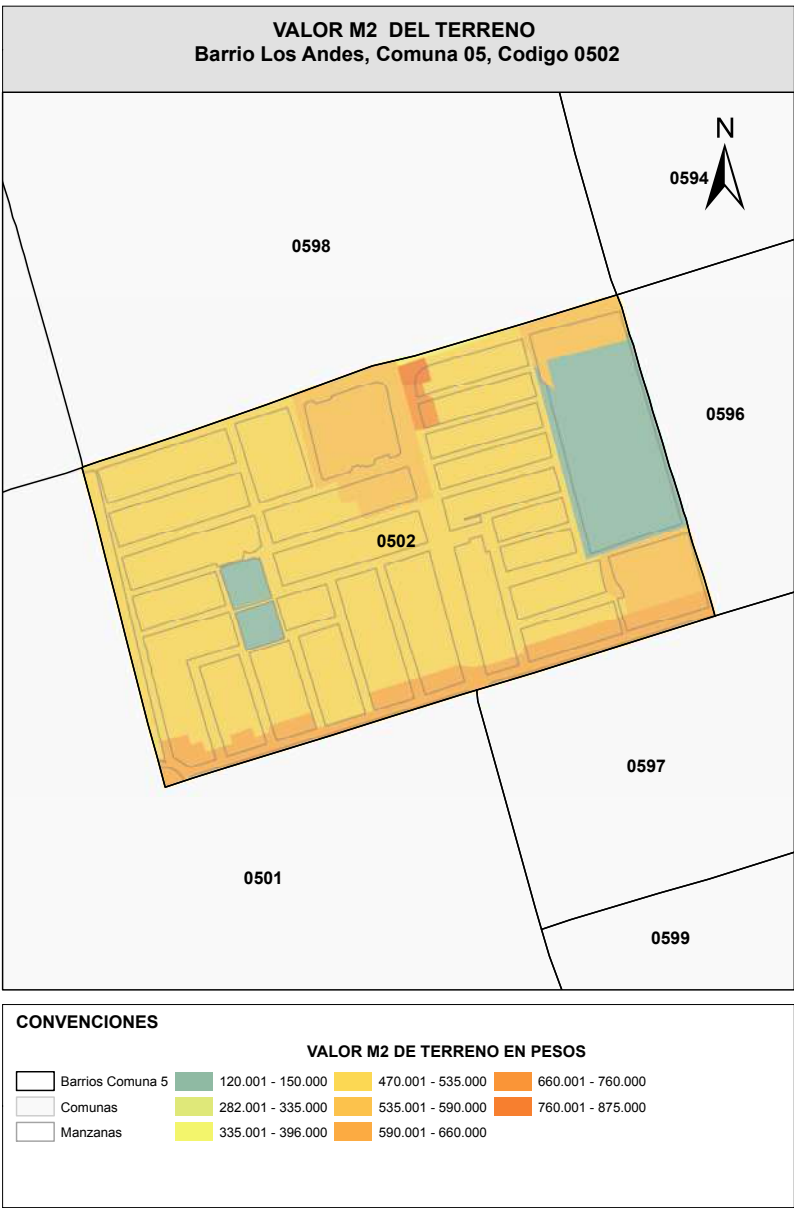 VALOR M2 DEL TERRENO
Barrio Los Andes, Comuna 05, Codigo 0502
N
0594
0598
0596
0502
0597
0501
0599
CONVENCIONES
VALOR M2 DE TERRENO EN PESOS
Barrios Comuna 5 120.001 - 150.000 470.001 - 535.000 660.001 - 760.000
Comunas 282.001 - 335.000 535.001 - 590.000 760.001 - 875.000
Manzanas 335.001 - 396.000 590.001 - 660.000